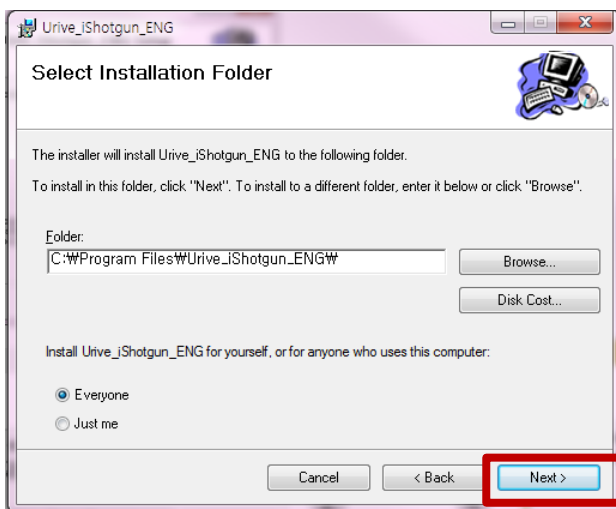 Urive_iShotgun_ENG
Select Installation Folder
The installer will install Urive_iShotgun_ENG to the following folder.
To install in this folder, click "Next". To install to a different folder, enter it below or click "Browse".
Folder:
C:₩Program Files₩Urive_iShotgun_ENG₩
Browse...
Disk Cost...
Install Urive_iShotgun_ENG for yourself, or for anyone who uses this computer:
Everyone
Just me
Cancel
< Back
Next >